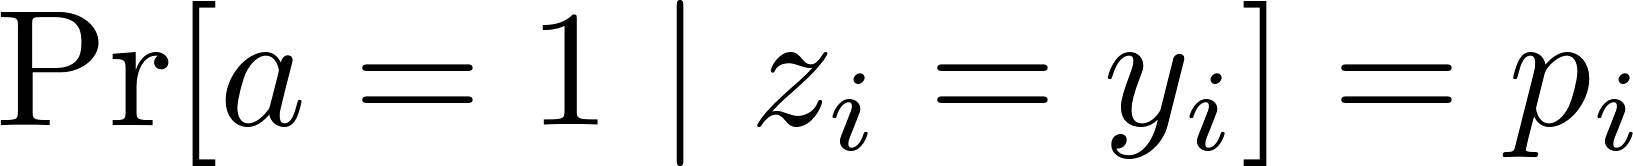 Pr[a = 1 | z_i = y_i] = p_i